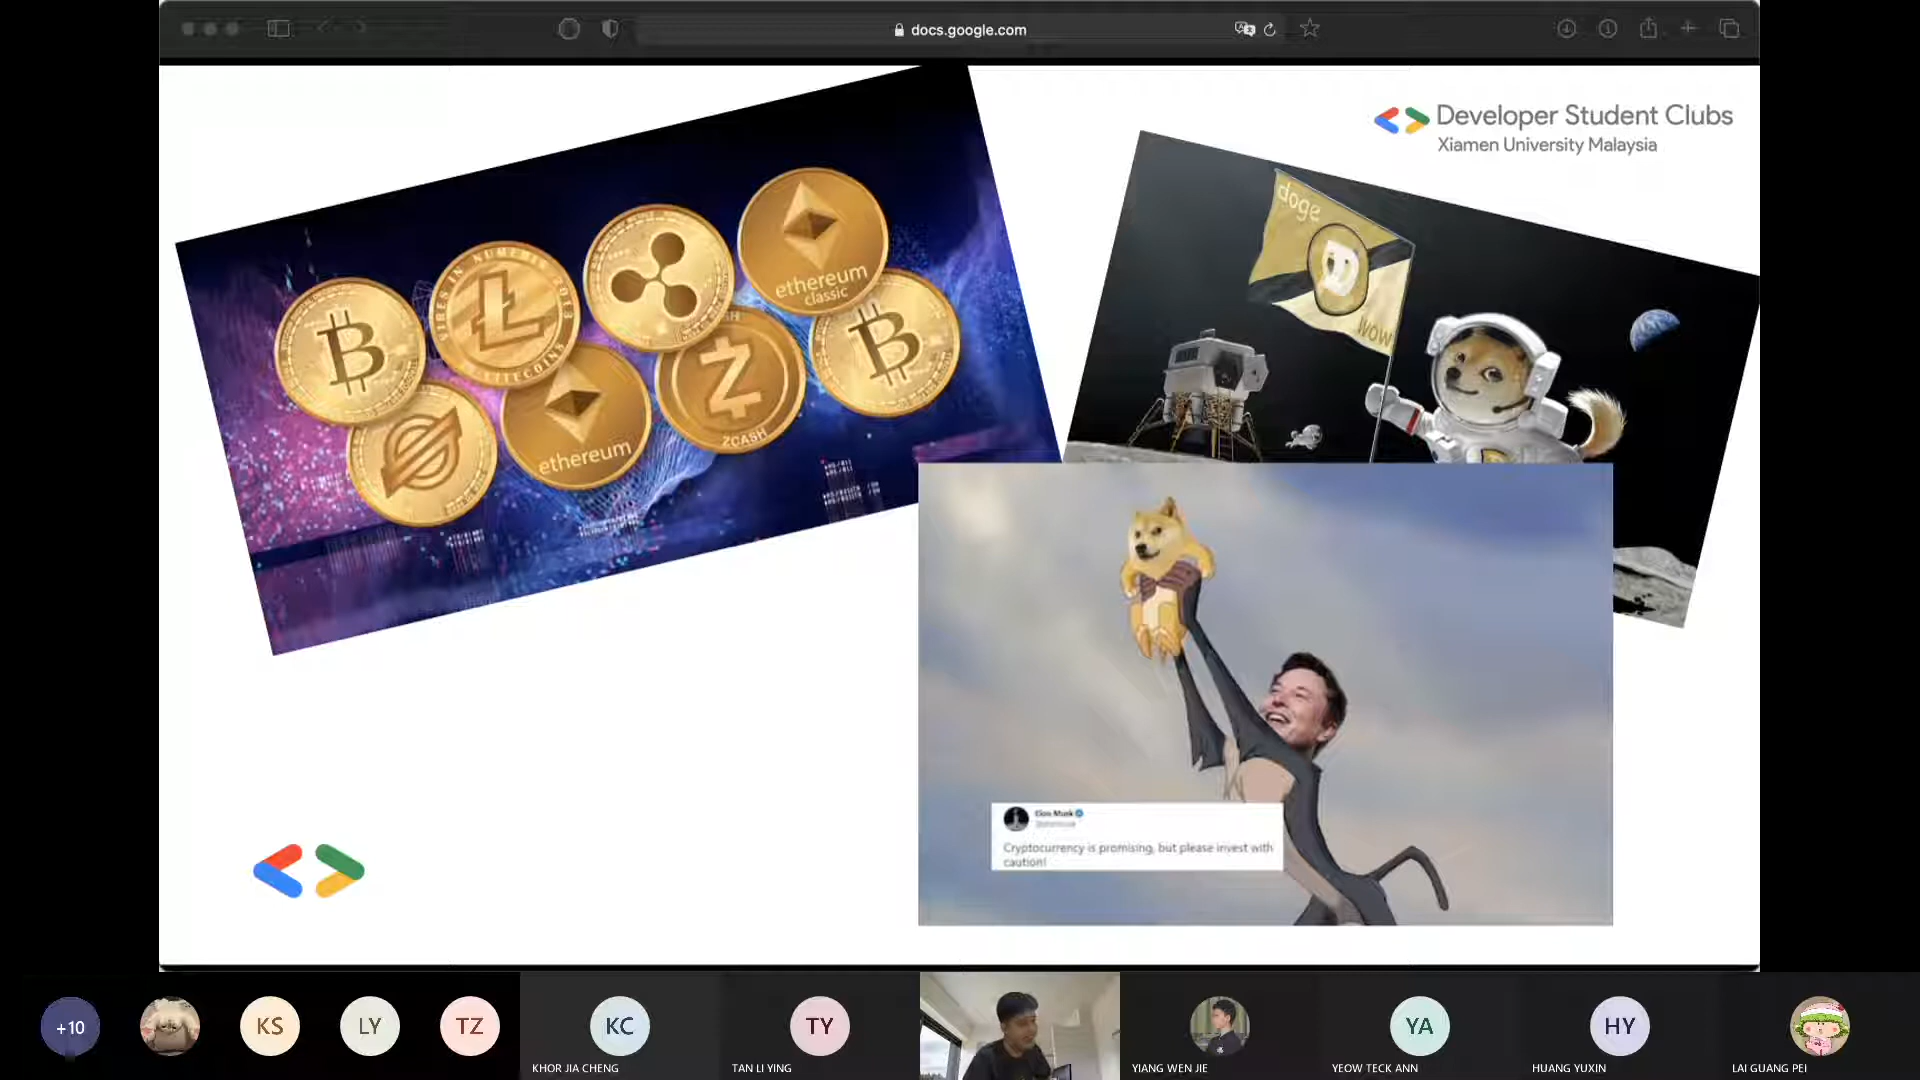 docs.google.com
Developer Student Clubs
Xiamen University Malaysia
doge
wow
ethereum
classic
ethereum
ZCASH
Elon Musk
Cryptocurrency is promising, but please invest with
caution!
+10
KS
LY
TZ
KC
TY
YA
HY
KHOR JIA CHENG
TAN LI YING
YIANG WEN JIE
YEOW TECK ANN
HUANG YUXIN
LAI GUANG PEI